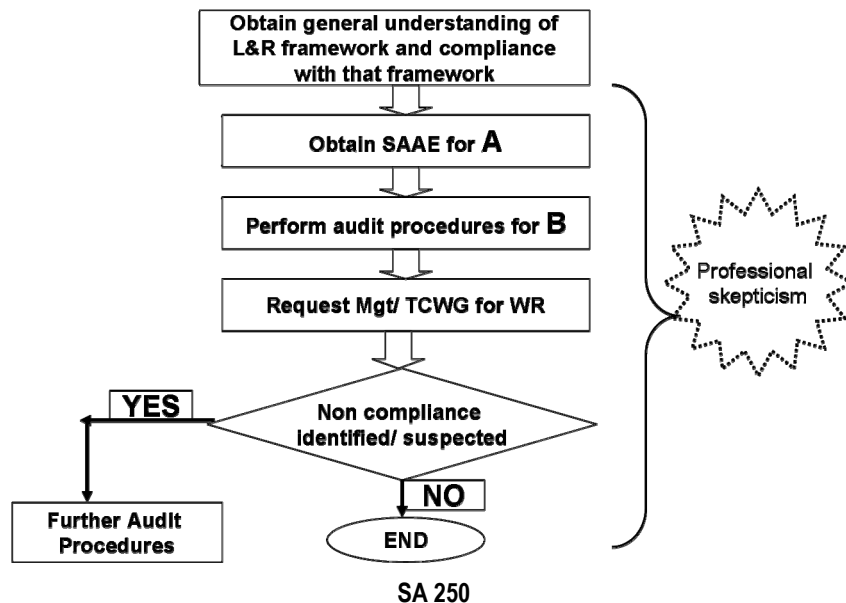 Obtain general understanding of
L&R framework and compliance
with that framework
Obtain SAAE for A
Perform audit procedures for B
Request Mgt/ TCWG for WR
Professional
skepticism
YES
Non compliance
identified/ suspected
NO
Further Audit
Procedures
END
SA 250